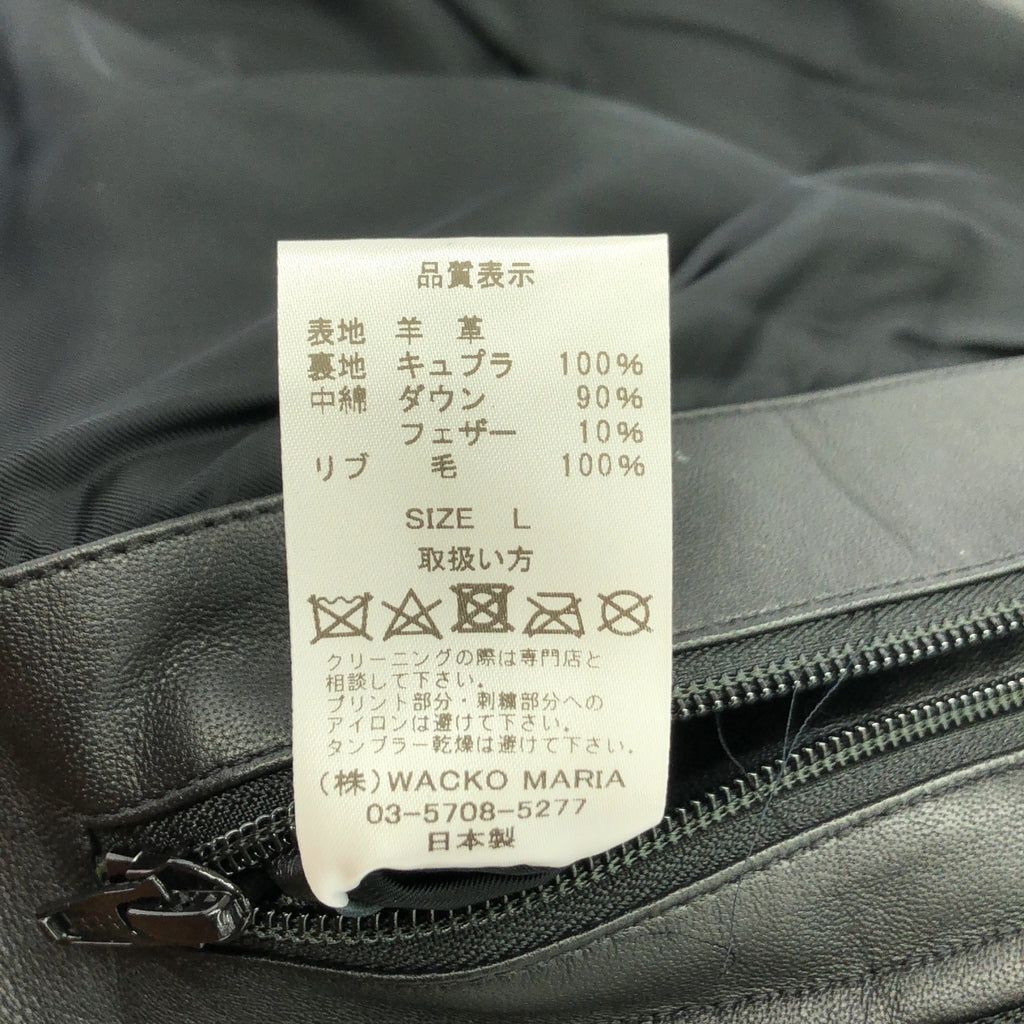 品質表示
表地 羊 革
裏地 キュプラ 100%
中綿 ダウン 90%
フェザー 10%
リブ 毛 100%
SIZE L
取扱い方
クリーニングの際は専門店と
相談して下さい。
プリント部分・刺繍部分への
アイロンは避けて下さい。
タンブラー乾燥は避けて下さい。
(株)WACKO MARIA
03-5708-5277
日本製